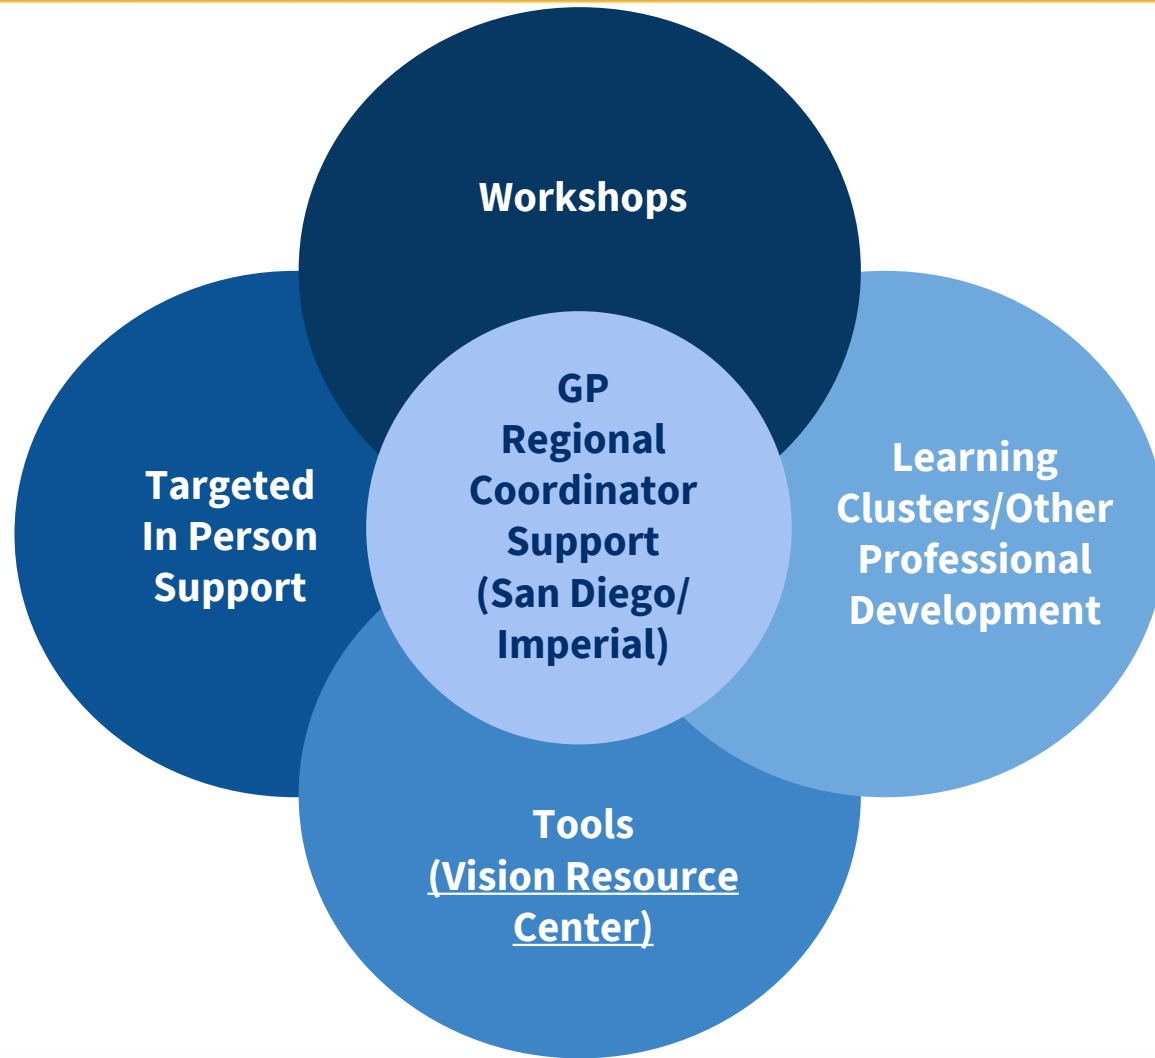 Workshops
GP
Regional
Coordinator
Support
(San Diego/
Imperial)
Targeted
In Person
Support
Learning
Clusters/Other
Professional
Development
Tools
(Vision Resource
Center)